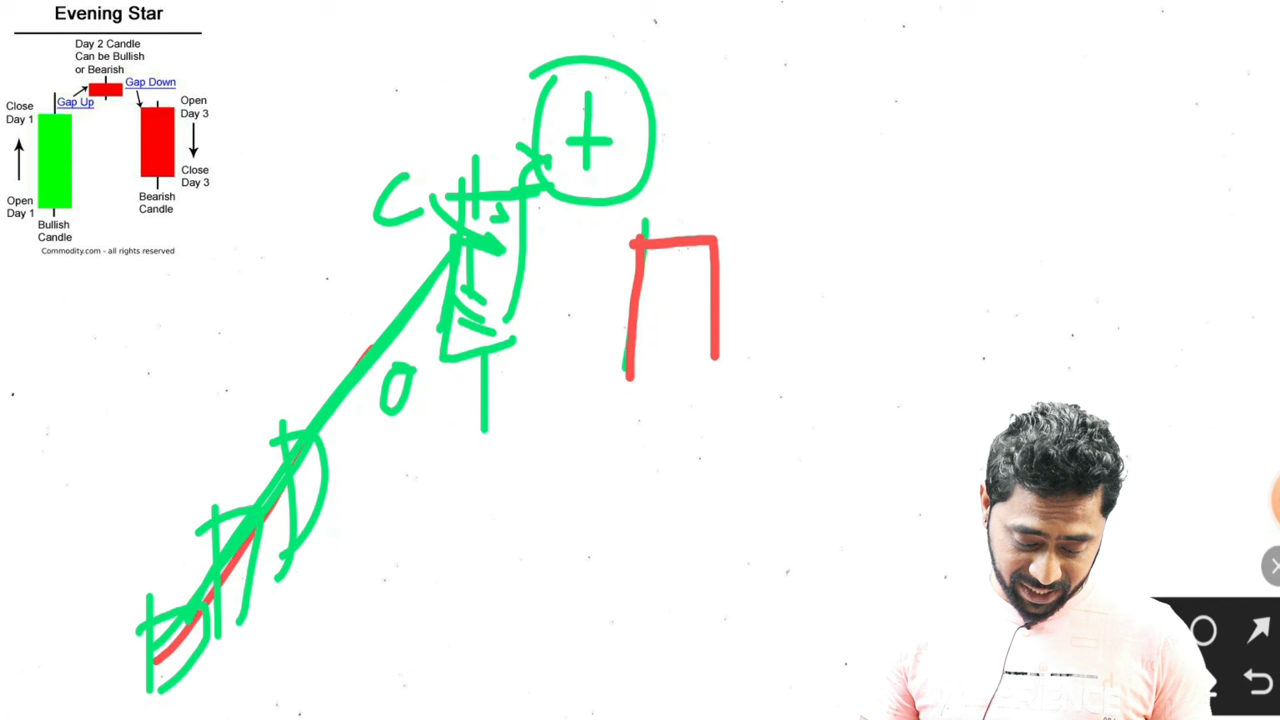 Evening Star
Day 2 Candle
Can be Bullish
or Bearish
Gap Up
Gap Down
Close
Day 1
Open
Day 1
Bullish
Candle
Open
Day 3
Close
Day 3
Bearish
Candle
Commodity.com - all rights reserved
C
O